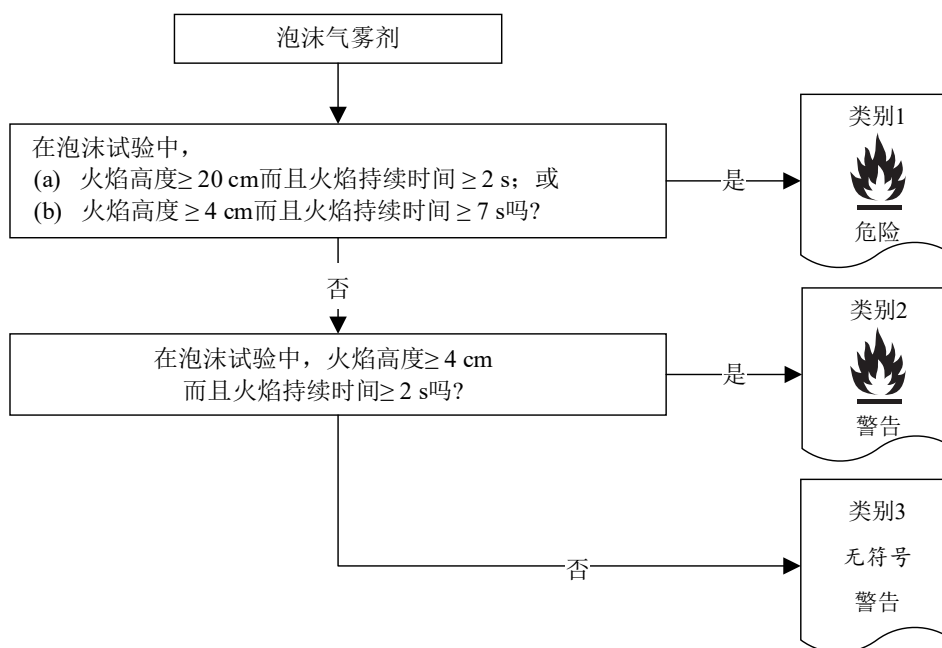 泡沫气雾剂
在泡沫试验中，
(a) 火焰高度≥ 20 cm而且火焰持续时间 ≥ 2 s；或
(b) 火焰高度 ≥ 4 cm而且火焰持续时间 ≥ 7 s吗?
是
类别1
危险
否
在泡沫试验中，火焰高度≥ 4 cm
而且火焰持续时间≥ 2 s吗?
是
类别2
警告
否
类别3
无符号
警告